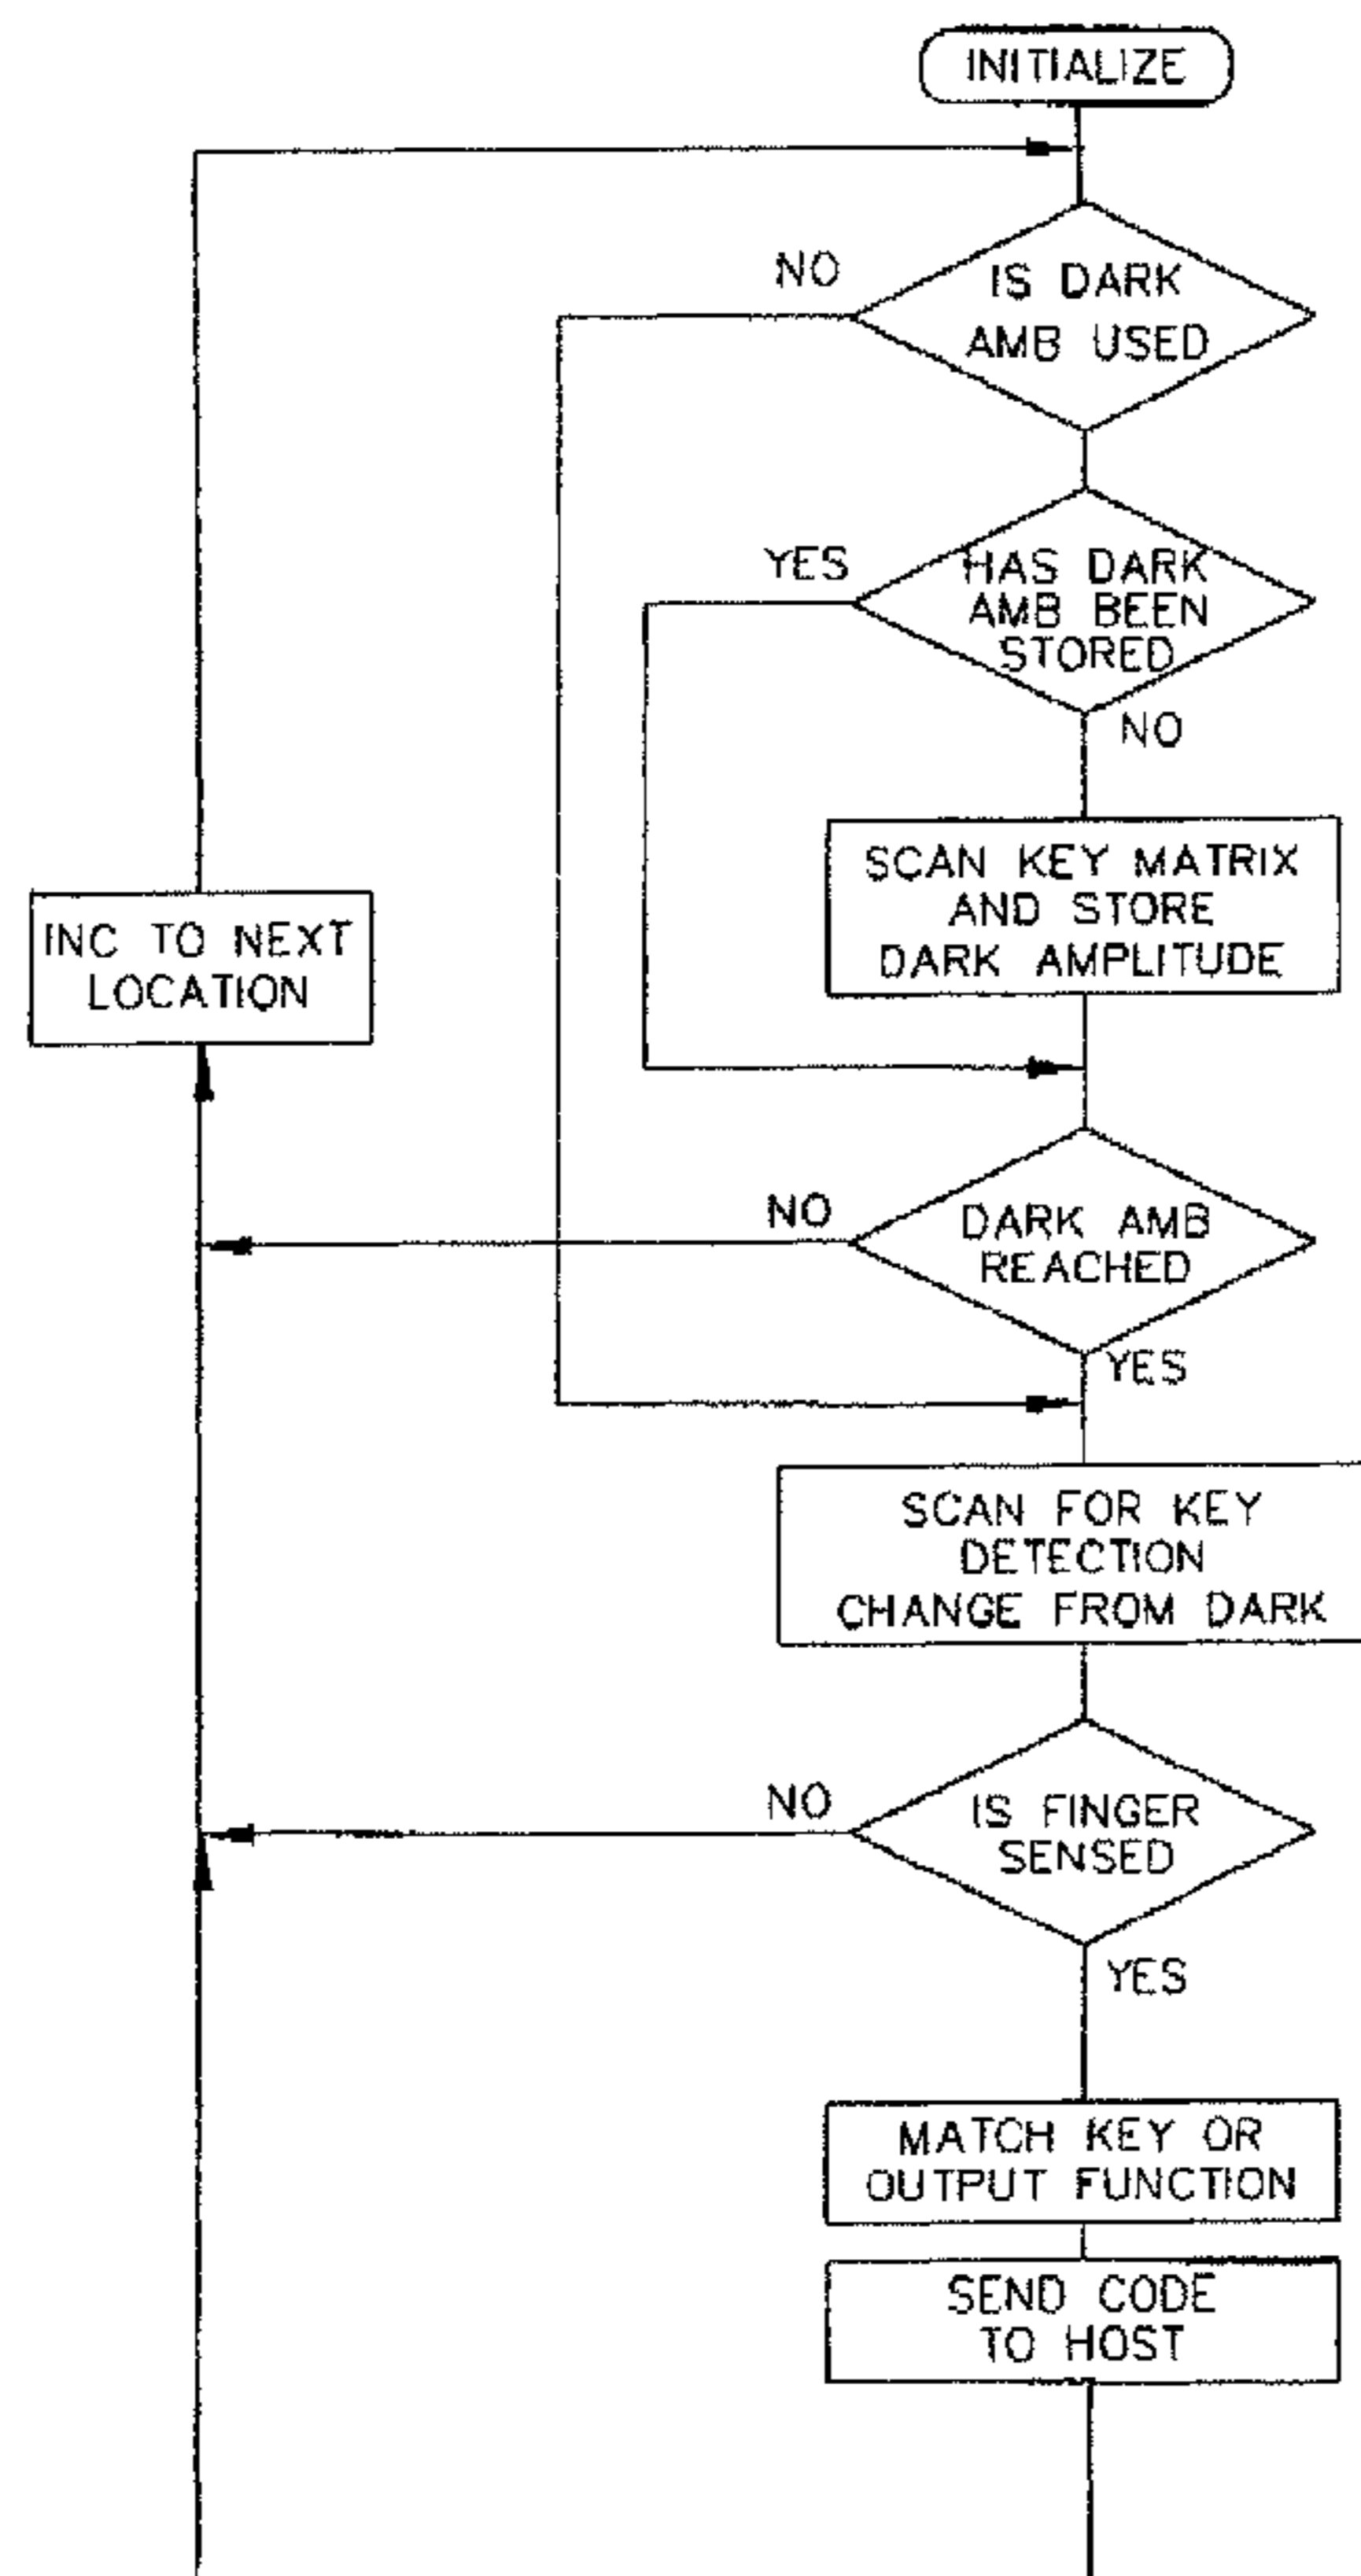 INITIALIZE
NO
IS DARK
AMB USED
YES
HAS DARK
AMB BEEN
STORED
NO
SCAN KEY MATRIX
AND STORE
DARK AMPLITUDE
INC TO NEXT
LOCATION
NO
DARK AMB
REACHED
YES
SCAN FOR KEY
DETECTION
CHANGE FROM DARK
NO
IS FINGER
SENSED
YES
MATCH KEY OR
OUTPUT FUNCTION
SEND CODE
TO HOST